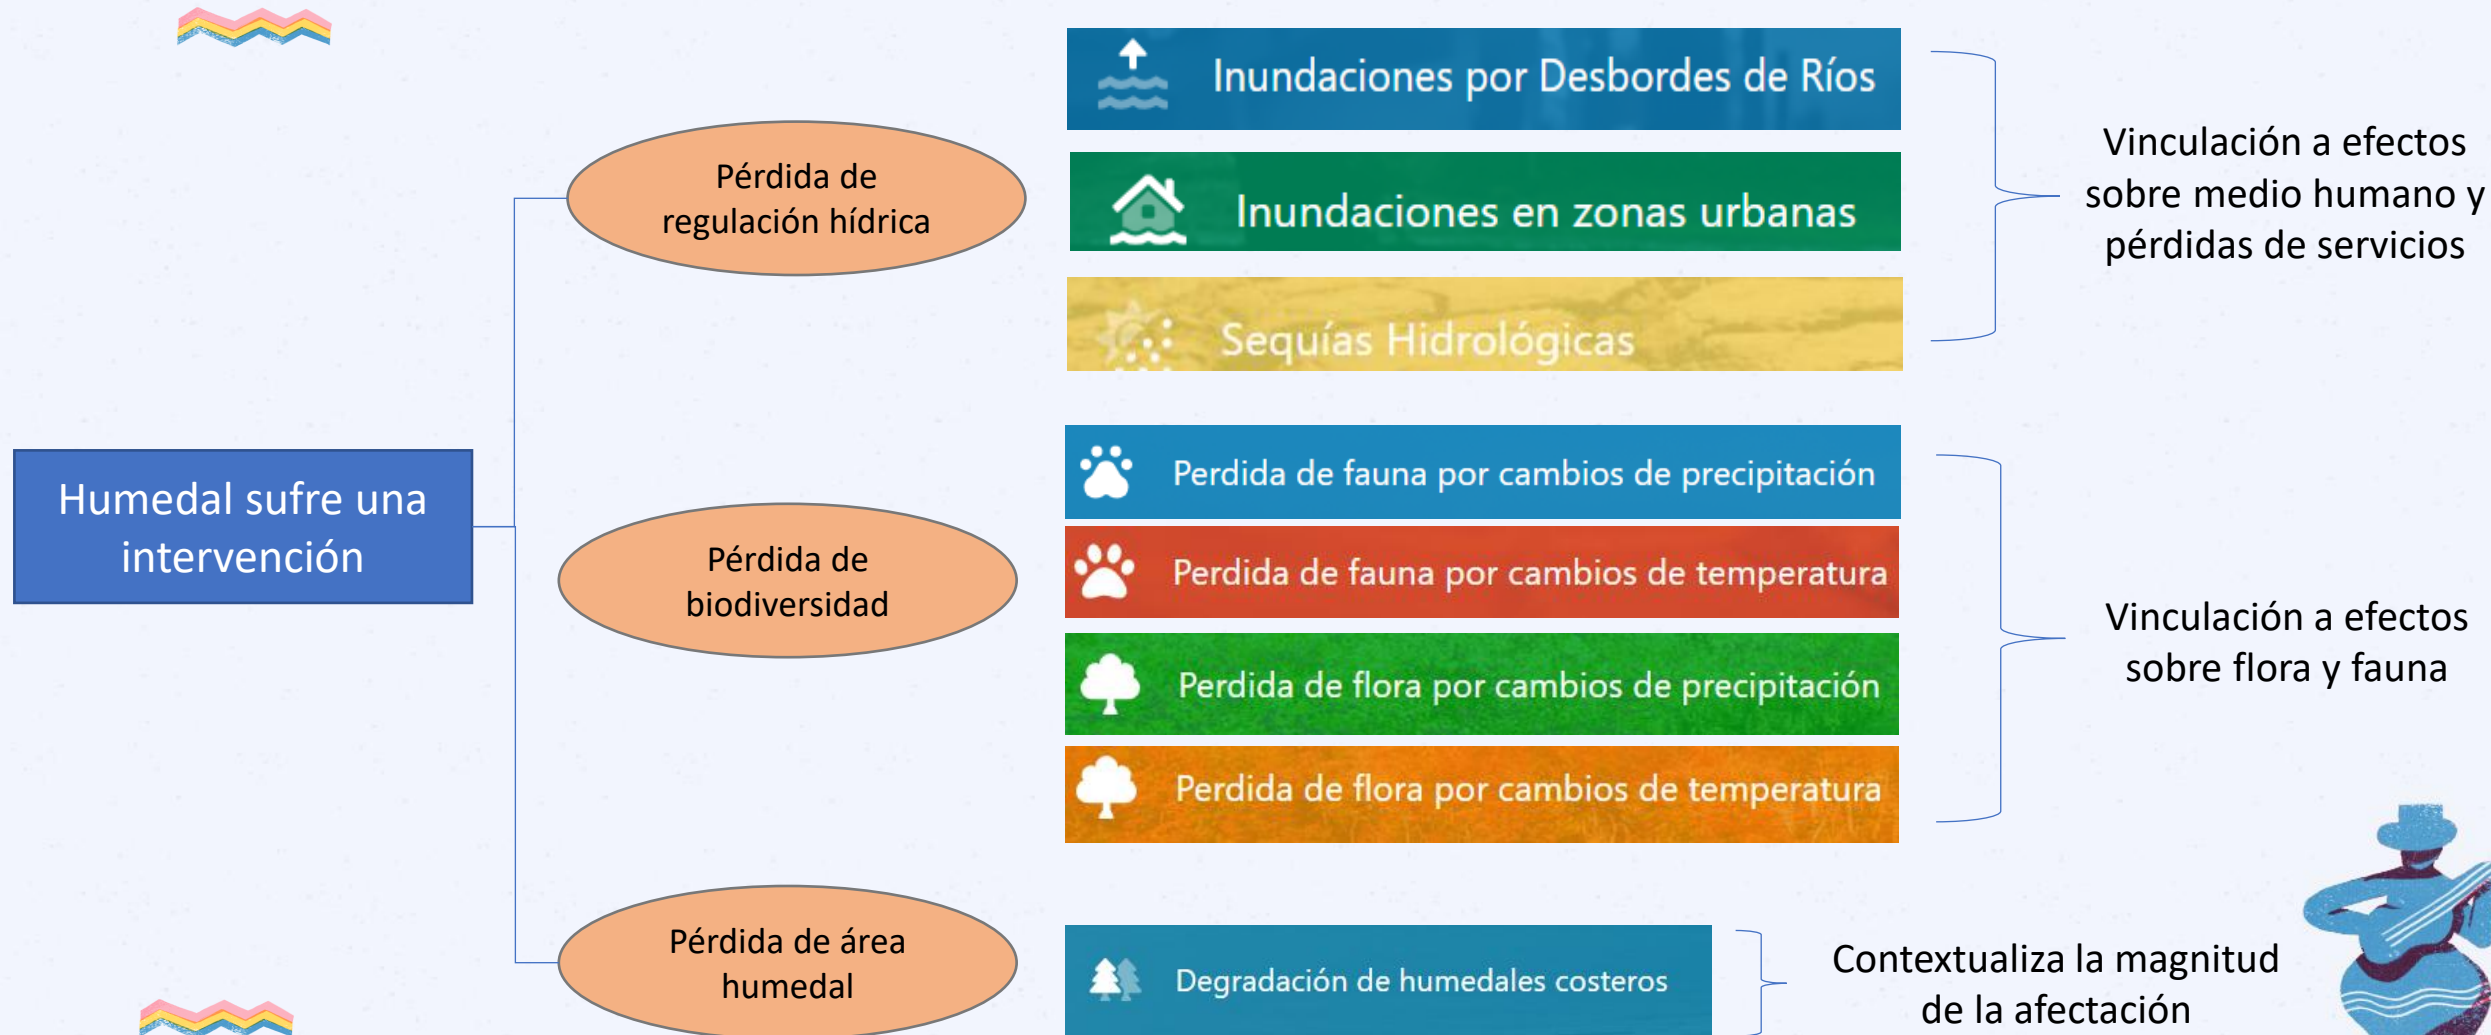 Humedal sufre una
intervención
Pérdida de
regulación hídrica
Inundaciones por Desbordes de Ríos
Inundaciones en zonas urbanas
Sequías Hidrológicas
Vinculación a efectos
sobre medio humano y
pérdidas de servicios
Pérdida de
biodiversidad
Perdida de fauna por cambios de precipitación
Perdida de fauna por cambios de temperatura
Perdida de flora por cambios de precipitación
Perdida de flora por cambios de temperatura
Vinculación a efectos
sobre flora y fauna
Pérdida de área
humedal
Degradación de humedales costeros
Contextualiza la magnitud
de la afectación